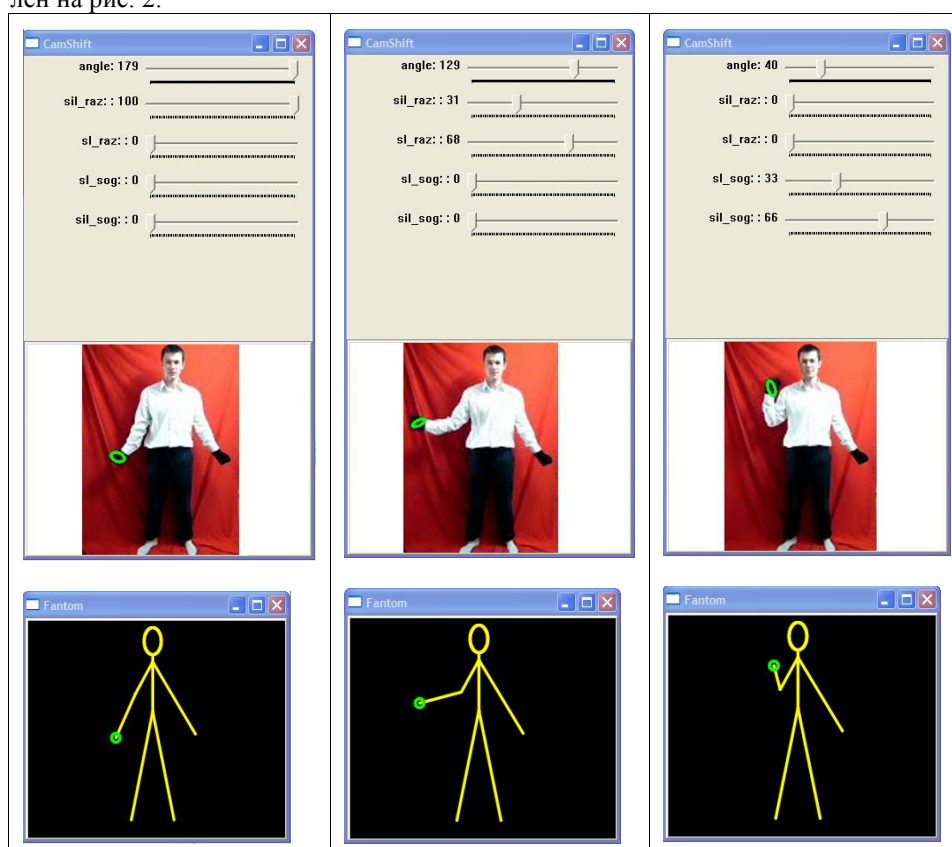 лен на рис. 2.
CamShift
angle: 179
sil_raz: : 100
sl_raz: : 0
sl_sog: : 0
sil_sog: : 0
Fantom
CamShift
angle: 129
sil_raz: : 31
sl_raz: : 68
sl_sog: : 0
sil_sog: : 0
Fantom
CamShift
angle: 40
sil_raz: : 0
sl_raz: : 0
sl_sog: : 33
sil_sog: : 66
Fantom